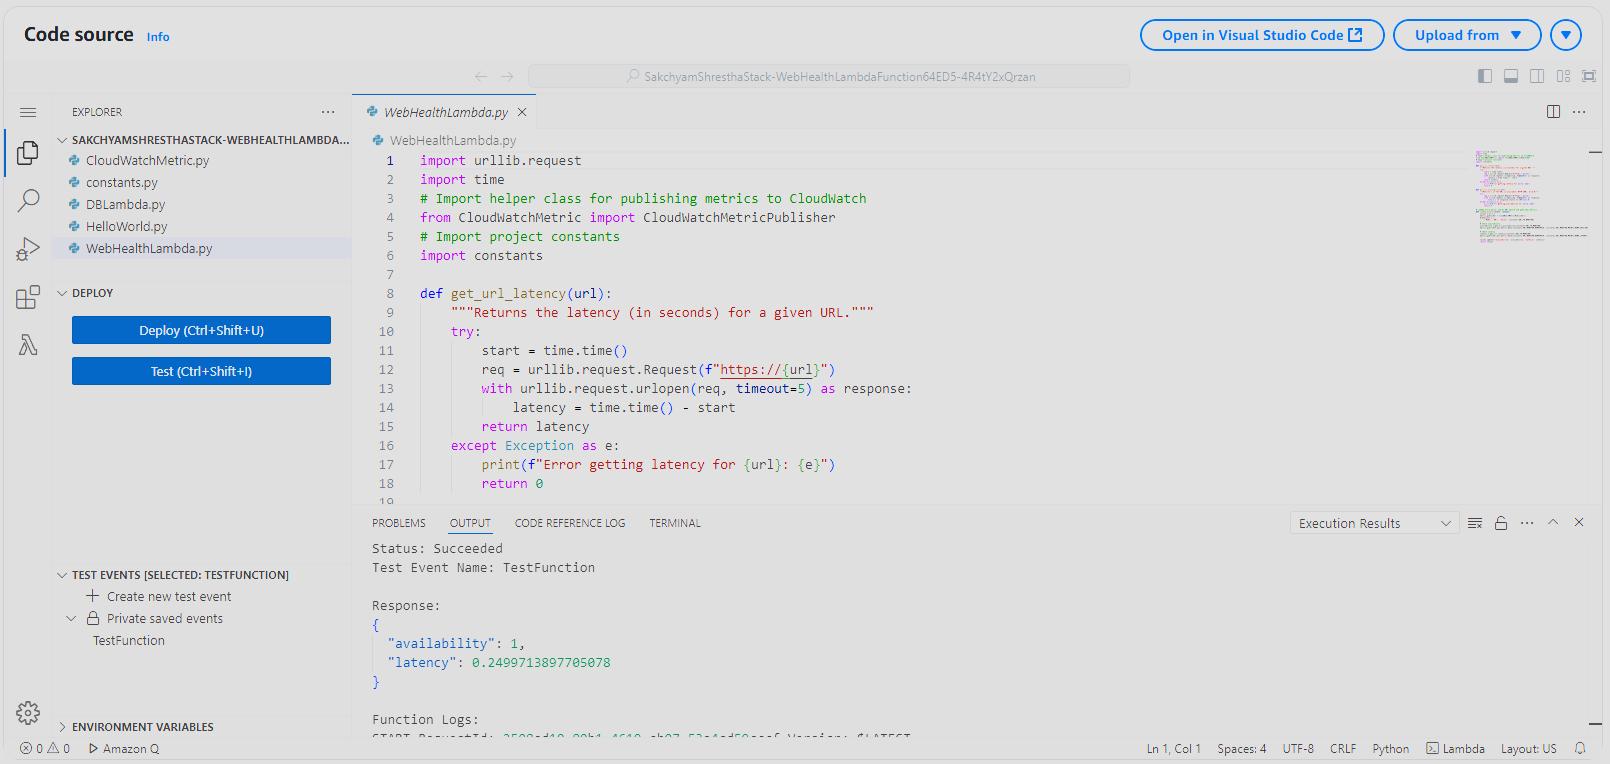 Code source Info
Open in Visual Studio Code
Upload from
SakchyamShresthaStack-WebHealthLambdaFunction64ED5-4R4tY2xQrzan
EXPLORER
SAKCHYAMSHRESTHASTACK-WEBHEALTHLAMBDA...
CloudWatchMetric.py
constants.py
DBLambda.py
HelloWorld.py
WebHealthLambda.py
DEPLOY
Deploy (Ctrl+Shift+U)
Test (Ctrl+Shift+I)
TEST EVENTS [SELECTED: TESTFUNCTION]
Create new test event
Private saved events
TestFunction
ENVIRONMENT VARIABLES
WebHealthLambda.py
WebHealthLambda.py
1 import urllib.request
2 import time
3 # Import helper class for publishing metrics to CloudWatch
4 from CloudWatchMetric import CloudWatchMetricPublisher
5 # Import project constants
6 import constants
7
8 def get_url_latency(url):
9 """Returns the latency (in seconds) for a given URL."""
10 try:
11 start = time.time()
12 req = urllib.request.Request(f"https://{url}")
13 with urllib.request.urlopen(req, timeout=5) as response:
14 latency = time.time() - start
15 return latency
16 except Exception as e:
17 print(f"Error getting latency for {url}: {e}")
18 return 0
19
PROBLEMS OUTPUT CODE REFERENCE LOG TERMINAL
Execution Results
Status: Succeeded
Test Event Name: TestFunction
Response:
{
"availability": 1,
"latency": 0.2499713897705078
}
Function Logs:
START RequestId: Version: $LATEST
0 0 Amazon Q
Ln 1, Col 1 Spaces: 4 UTF-8 CRLF Python Lambda Layout: US